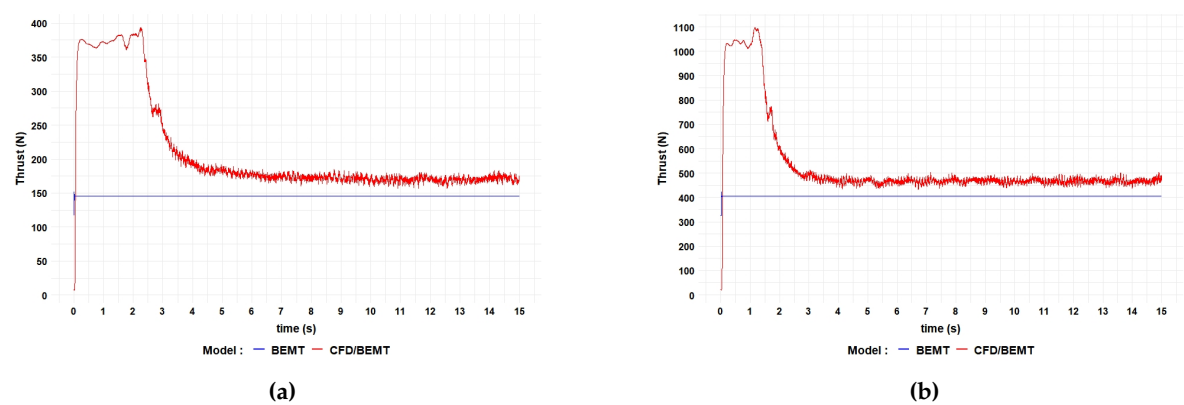 400
350
300
250
200
150
100
50
0
Thrust (N)
0 1 2 3 4 5 6 7 8 9 10 11 12 13 14 15
time (s)
Model : BEMT CFD/BEMT
(a)
1100
1000
900
800
700
600
500
400
300
200
100
0
Thrust (N)
0 1 2 3 4 5 6 7 8 9 10 11 12 13 14 15
time (s)
Model : BEMT CFD/BEMT
(b)